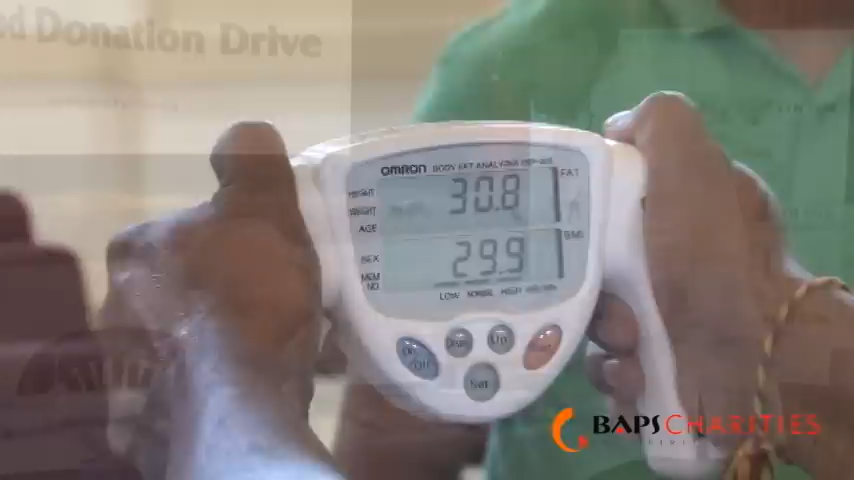 d Donation Drive
OMRON BODY FAT ANALYZER
HEIGHT
WEIGHT
AGE
SEX
MEM
NO.
30.8
FAT
29.9
BMI
LOW NORMAL HIGH
On
Off
Up
Set
BAPS CHARITIES